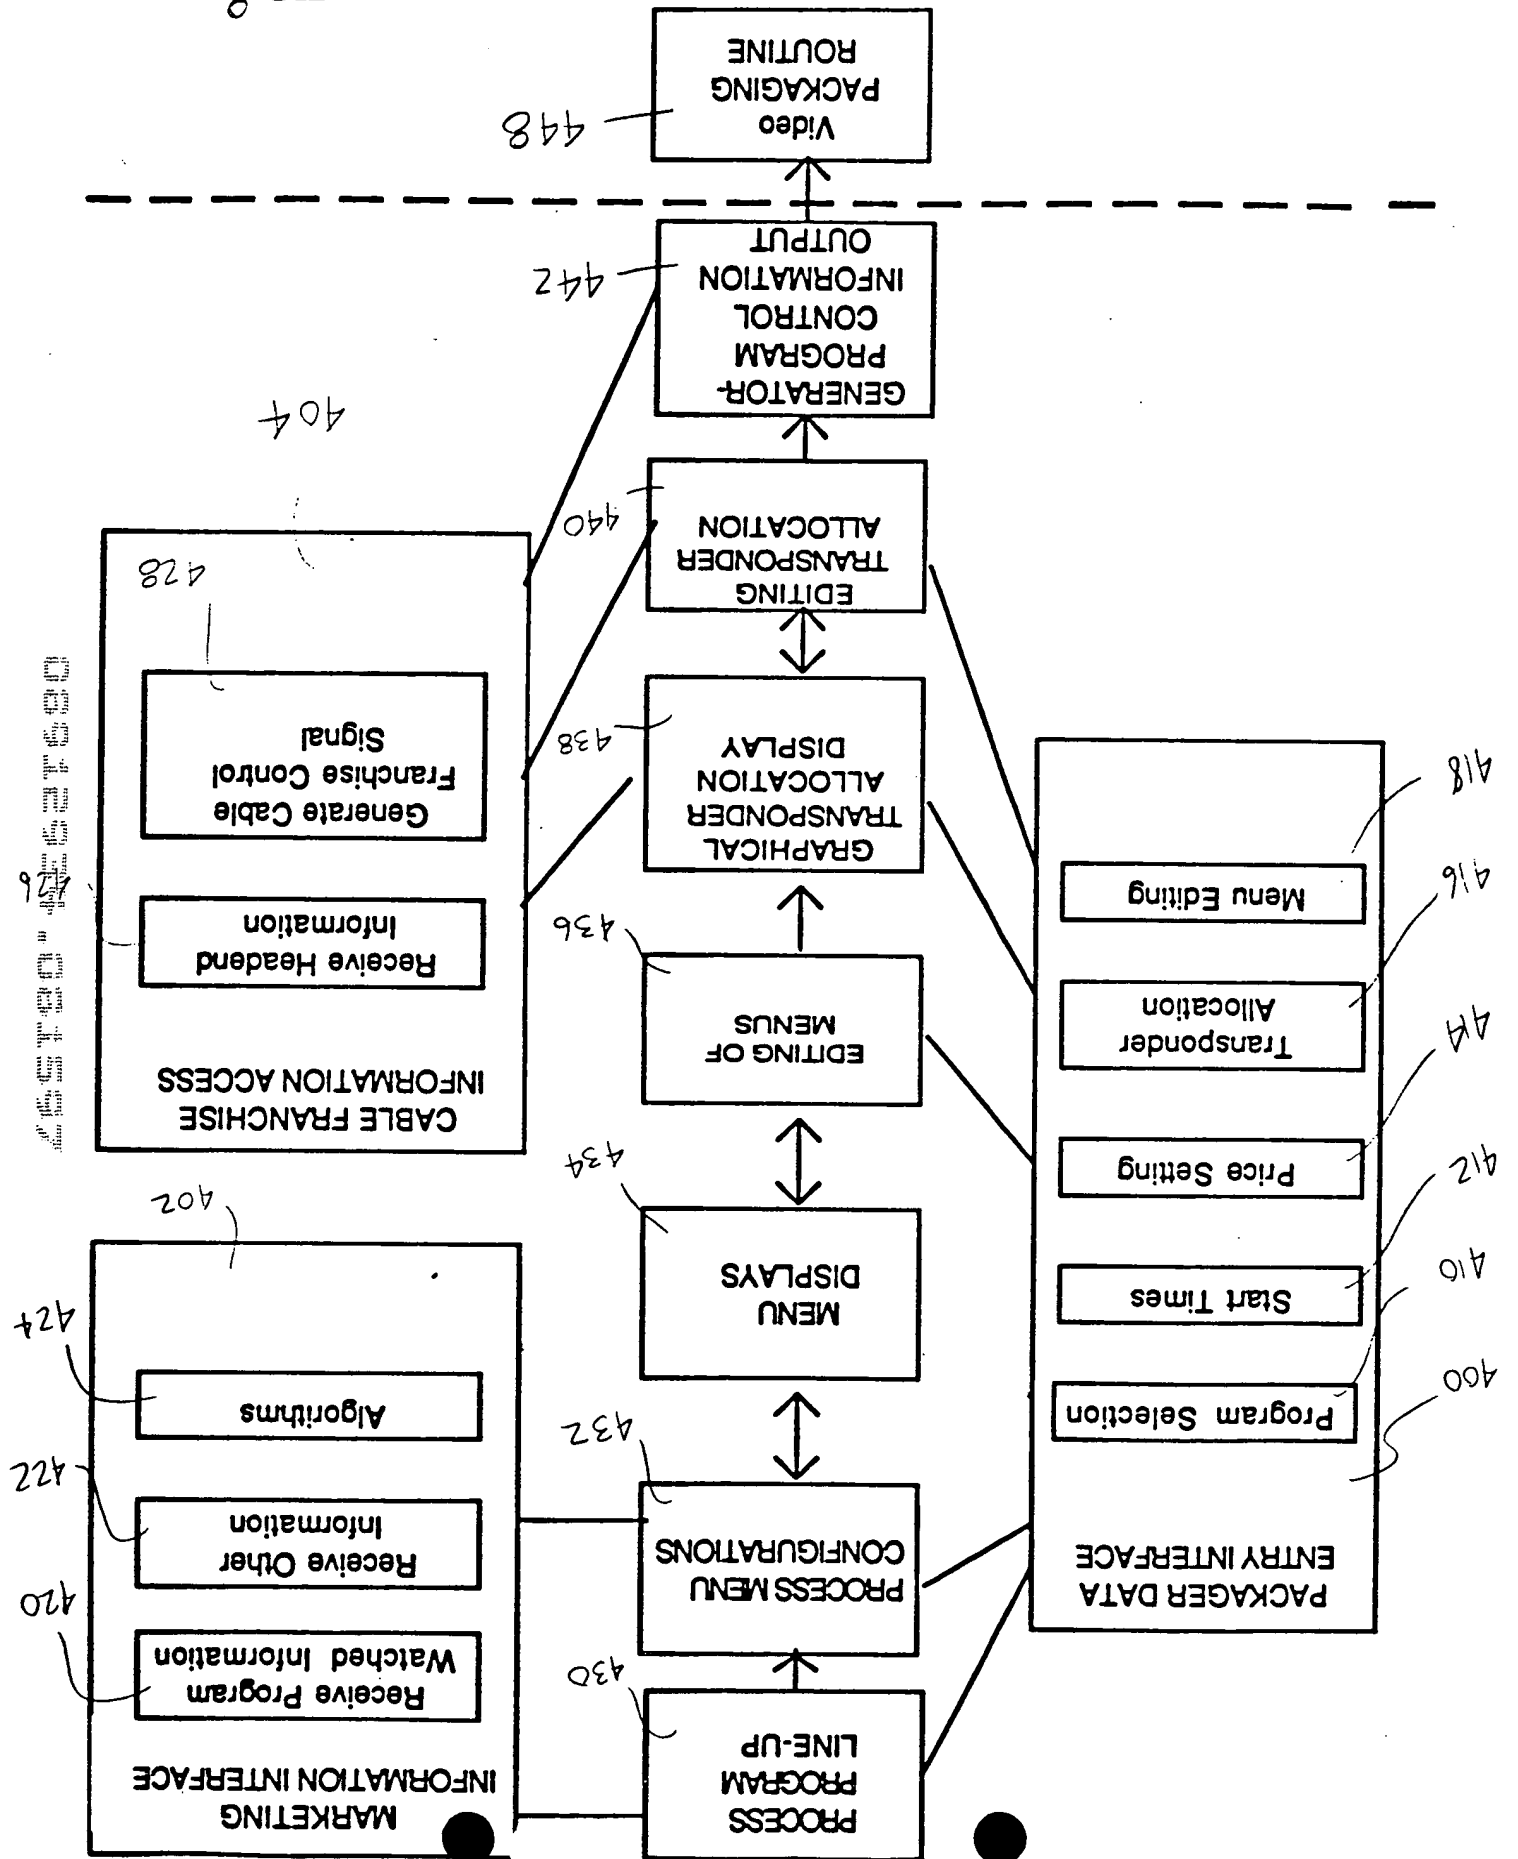 PROCESS
PROGRAM
LINE-UP
430
PROCESS MENU
CONFIGURATIONS
432
MENU
DISPLAYS
434
EDITING OF
MENUS
436
GRAPHICAL
TRANSPONDER
ALLOCATION
DISPLAY
438
EDITING
TRANSPONDER
ALLOCATION
440
GENERATOR-
PROGRAM
CONTROL
INFORMATION
OUTPUT
442
Video
PACKAGING
ROUTINE
448
PACKAGER DATA
ENTRY INTERFACE
400
Program Selection
410
Start Times
412
Price Setting
414
Transponder
Allocation
416
Menu Editing
418
MARKETING
INFORMATION INTERFACE
402
Receive Program
Watched Information
420
Receive Other
Information
422
Algorithms
424
CABLE FRANCHISE
INFORMATION ACCESS
404
Receive Headend
Information
426
Generate Cable
Franchise Control
Signal
428